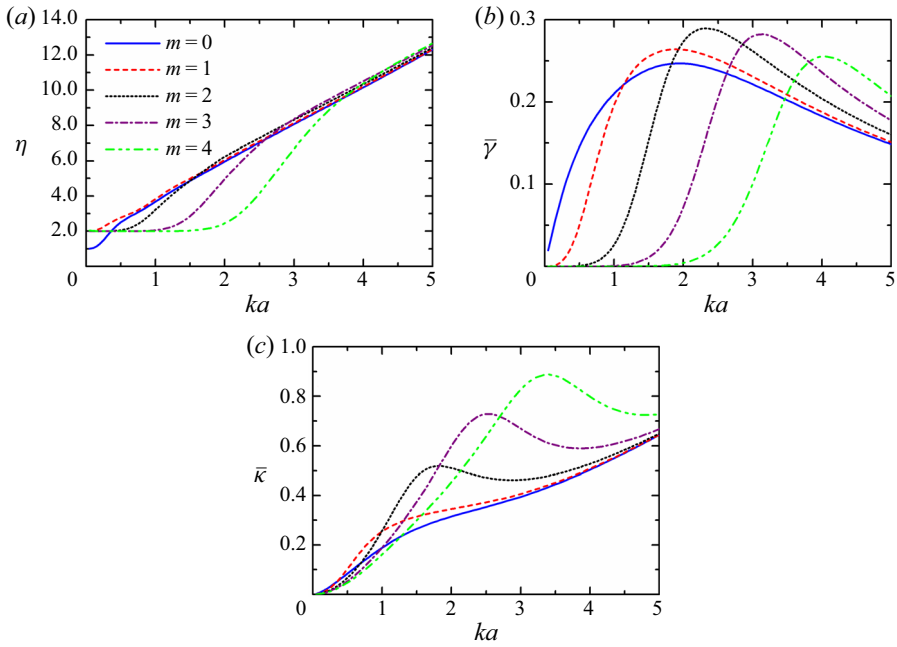 (a)
14.0
12.0
10.0
8.0
6.0
4.0
2.0
0
η
m = 0
m = 1
m = 2
m = 3
m = 4
1 2 3 4 5
ka
(b)
0.3
0.2
0.1
0
γ̄
1 2 3 4 5
ka
(c)
1.0
0.8
0.6
0.4
0.2
0
κ̄
1 2 3 4 5
ka